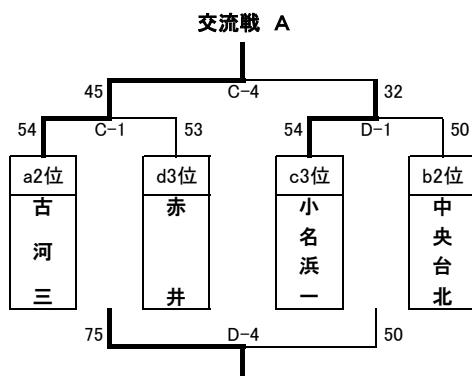 交流戦 A
45 C-4 32
54 C-1 53 54 D-1 50
a2位 d3位 c3位 b2位
古河三 赤井 小名浜一 中央台北
75 D-4 50